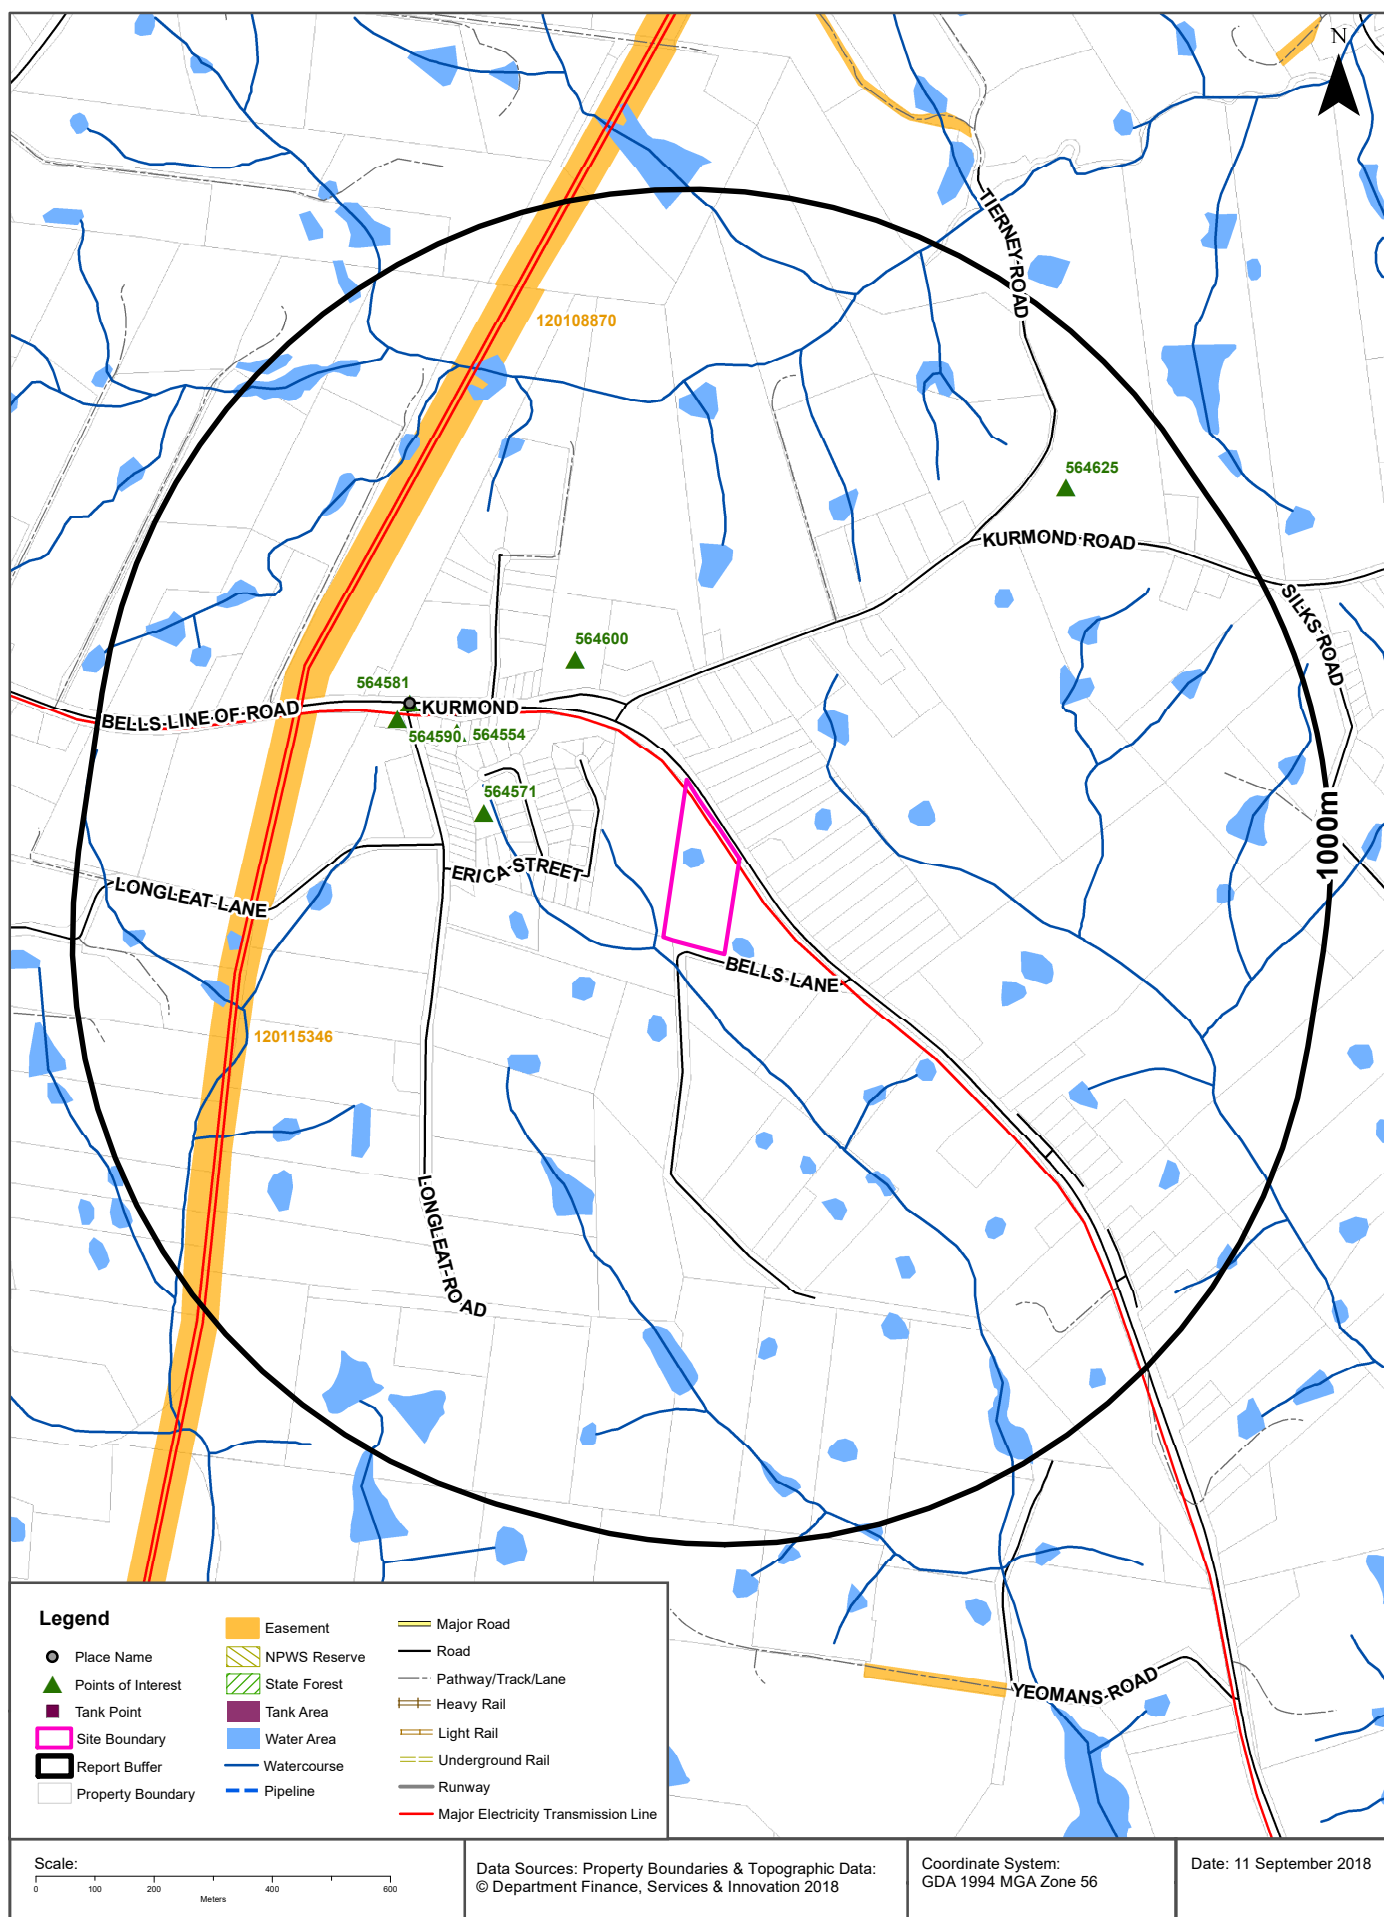 N
TIERNEY ROAD
120108870
564625
KURMOND ROAD
SILKS ROAD
564600
564581
KURMOND
BELLS LINE OF ROAD
564590
564554
564571
1000m
ERICA STREET
LONGLEAT LANE
BELLS LANE
120115346
LONGLEAT ROAD
YEOMANS ROAD
Legend
Place Name
Points of Interest
Tank Point
Site Boundary
Report Buffer
Property Boundary
Easement
NPWS Reserve
State Forest
Tank Area
Water Area
Watercourse
Pipeline
Major Road
Road
Pathway/Track/Lane
Heavy Rail
Light Rail
Underground Rail
Runway
Major Electricity Transmission Line
Scale:
0 100 200 400 600
Meters
Data Sources: Property Boundaries & Topographic Data:
© Department Finance, Services & Innovation 2018
Coordinate System:
GDA 1994 MGA Zone 56
Date: 11 September 2018